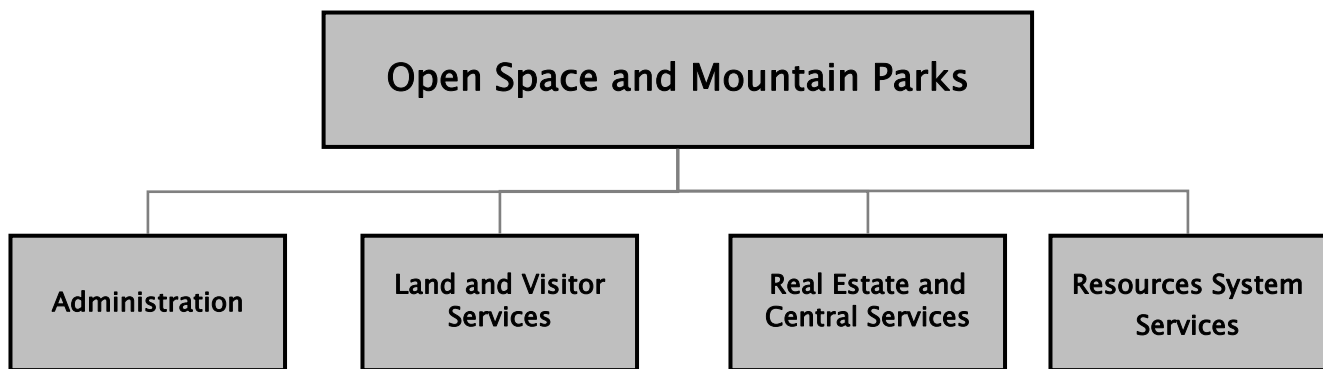 Open Space and Mountain Parks
Administration
Land and Visitor
Services
Real Estate and
Central Services
Resources System
Services